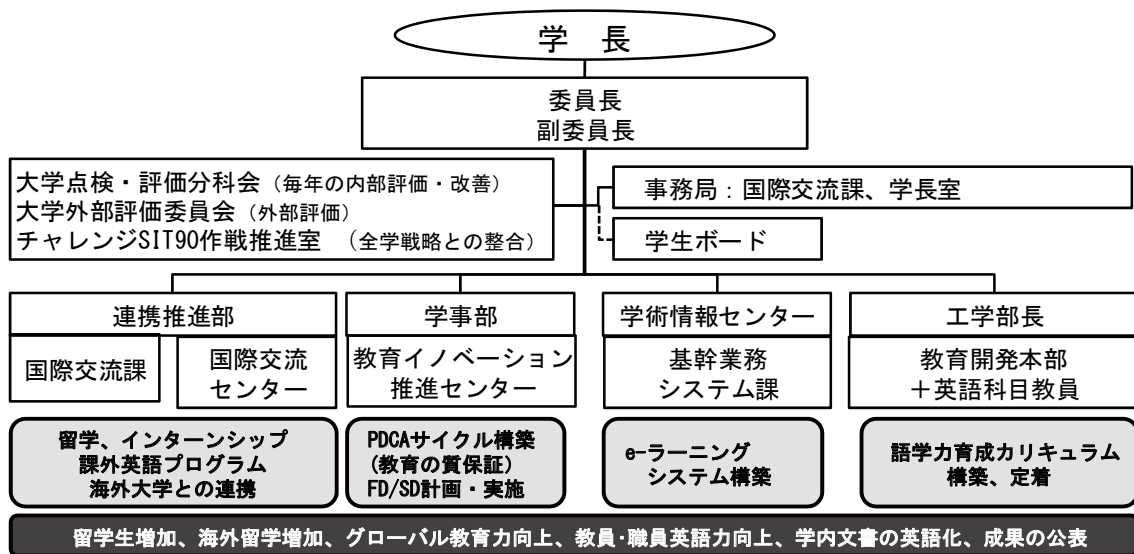 学　長
委員長
副委員長
大学点検・評価分科会（毎年の内部評価・改善）
大学外部評価委員会（外部評価）
チャレンジSIT90作戦推進室　（全学戦略との整合）
事務局：国際交流課、学長室
学生ボード
連携推進部
国際交流課
国際交流
センター
学事部
教育イノベーション
推進センター
学術情報センター
基幹業務
システム課
工学部長
教育開発本部
＋英語科目教員
留学、インターンシップ
課外英語プログラム
海外大学との連携
PDCAサイクル構築
(教育の質保証)
FD/SD計画・実施
e-ラーニング
システム構築
語学力育成カリキュラム
構築、定着
留学生増加、海外留学増加、グローバル教育力向上、教員･職員英語力向上、学内文書の英語化、成果の公表